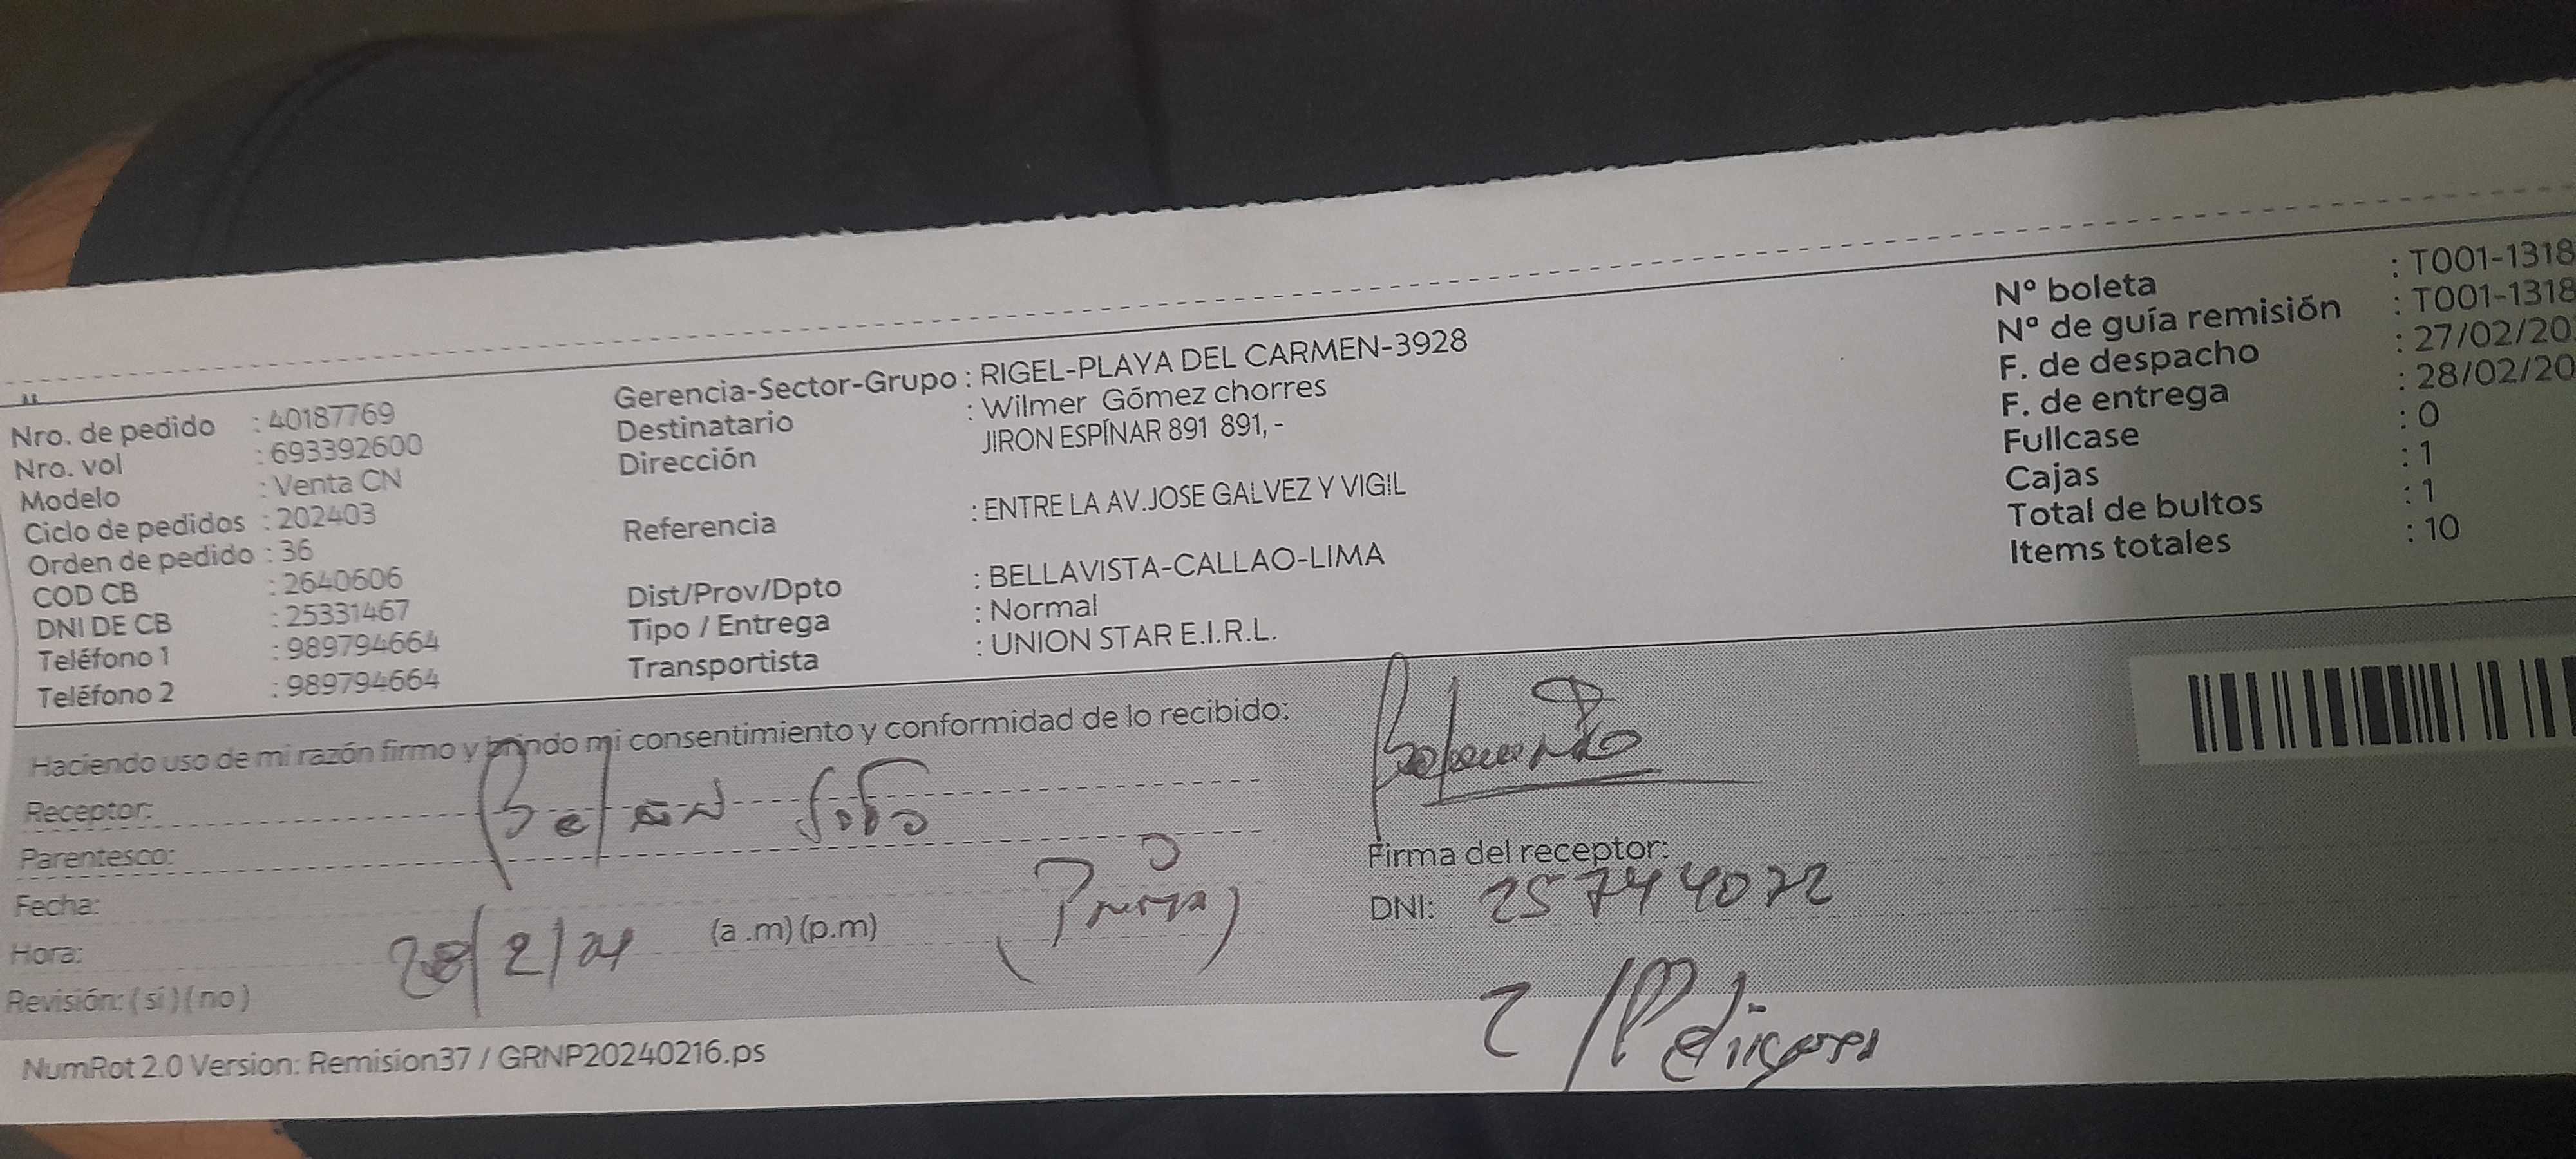 Nro. de pedido : 40187769
Nro. vol : 693392600
Modelo : Venta CN
Ciclo de pedidos : 202403
Orden de pedido : 36
COD CB : 2640606
DNI DE CB : 25331467
Teléfono 1 : 989794664
Teléfono 2 : 989794664
Gerencia-Sector-Grupo : RIGEL-PLAYA DEL CARMEN-3928
Destinatario : Wilmer Gómez chorres
Dirección JIRON ESPÍNAR 891 891, -
Referencia : ENTRE LA AV.JOSE GALVEZ Y VIGIL
Dist/Prov/Dpto : BELLAVISTA-CALLAO-LIMA
Tipo / Entrega : Normal
Transportista : UNION STAR E.I.R.L.
Nº boleta : T001-1318
Nº de guía remisión : T001-1318
F. de despacho : 27/02/20
F. de entrega : 28/02/20
Fullcase : 0
Cajas : 1
Total de bultos : 1
Items totales : 10
Haciendo uso de mi razón firmo y brindo mi consentimiento y conformidad de lo recibido:
Receptor: Soto
Parentesco:
Fecha: 28/2/24
Hora: (a .m) (p.m)
Revisión: ( si ) ( no )
Firma del receptor:
DNI: 25744022
NumRot 2.0 Version: Remision37 / GRNP20240216.ps